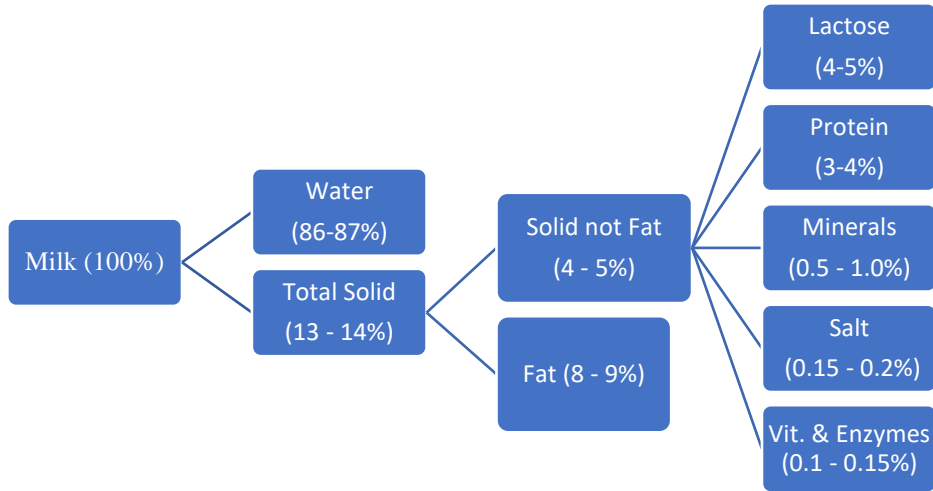 Milk (100%)
Water
(86-87%)
Total Solid
(13 - 14%)
Solid not Fat
(4 - 5%)
Fat (8 - 9%)
Lactose
(4-5%)
Protein
(3-4%)
Minerals
(0.5 - 1.0%)
Salt
(0.15 - 0.2%)
Vit. & Enzymes
(0.1 - 0.15%)